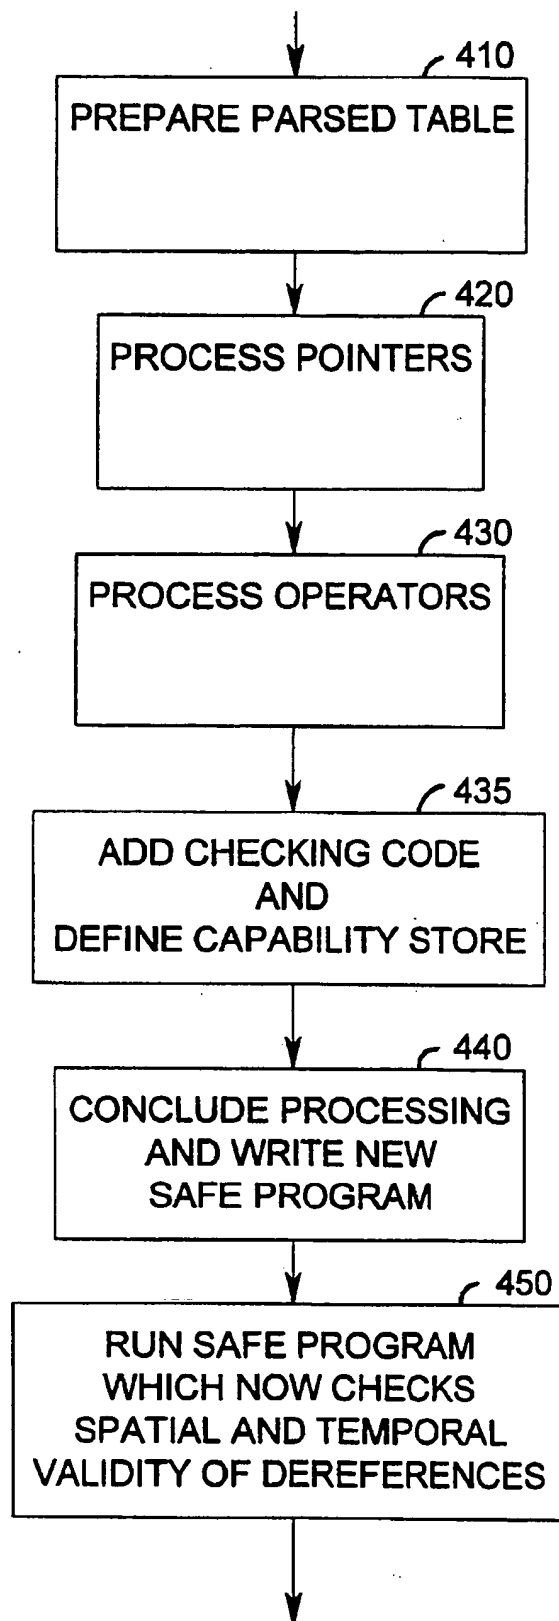 410
PREPARE PARSED TABLE
420
PROCESS POINTERS
430
PROCESS OPERATORS
435
ADD CHECKING CODE
AND
DEFINE CAPABILITY STORE
440
CONCLUDE PROCESSING
AND WRITE NEW
SAFE PROGRAM
450
RUN SAFE PROGRAM
WHICH NOW CHECKS
SPATIAL AND TEMPORAL
VALIDITY OF DEREFERENCES